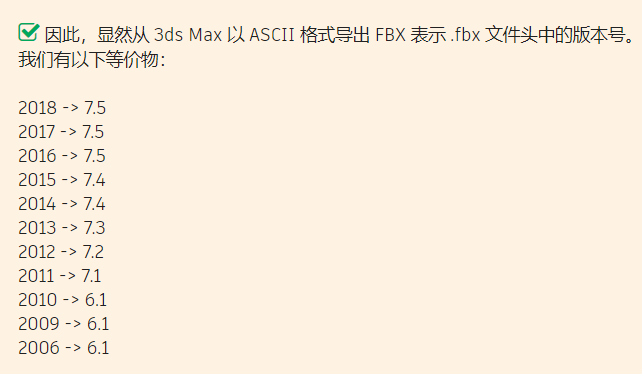 因此，显然从 3ds Max 以 ASCII 格式导出 FBX 表示 .fbx 文件头中的版本号。
我们有以下等价物：
2018 -> 7.5
2017 -> 7.5
2016 -> 7.5
2015 -> 7.4
2014 -> 7.4
2013 -> 7.3
2012 -> 7.2
2011 -> 7.1
2010 -> 6.1
2009 -> 6.1
2006 -> 6.1